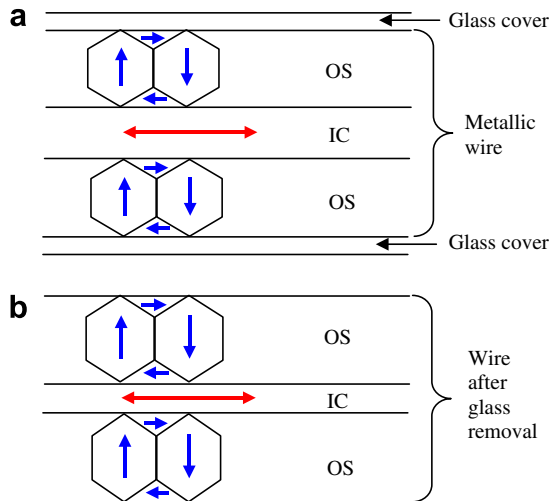 a
Glass cover
OS
IC
Metallic
wire
OS
Glass cover
b
OS
IC
OS
Wire
after
glass
removal